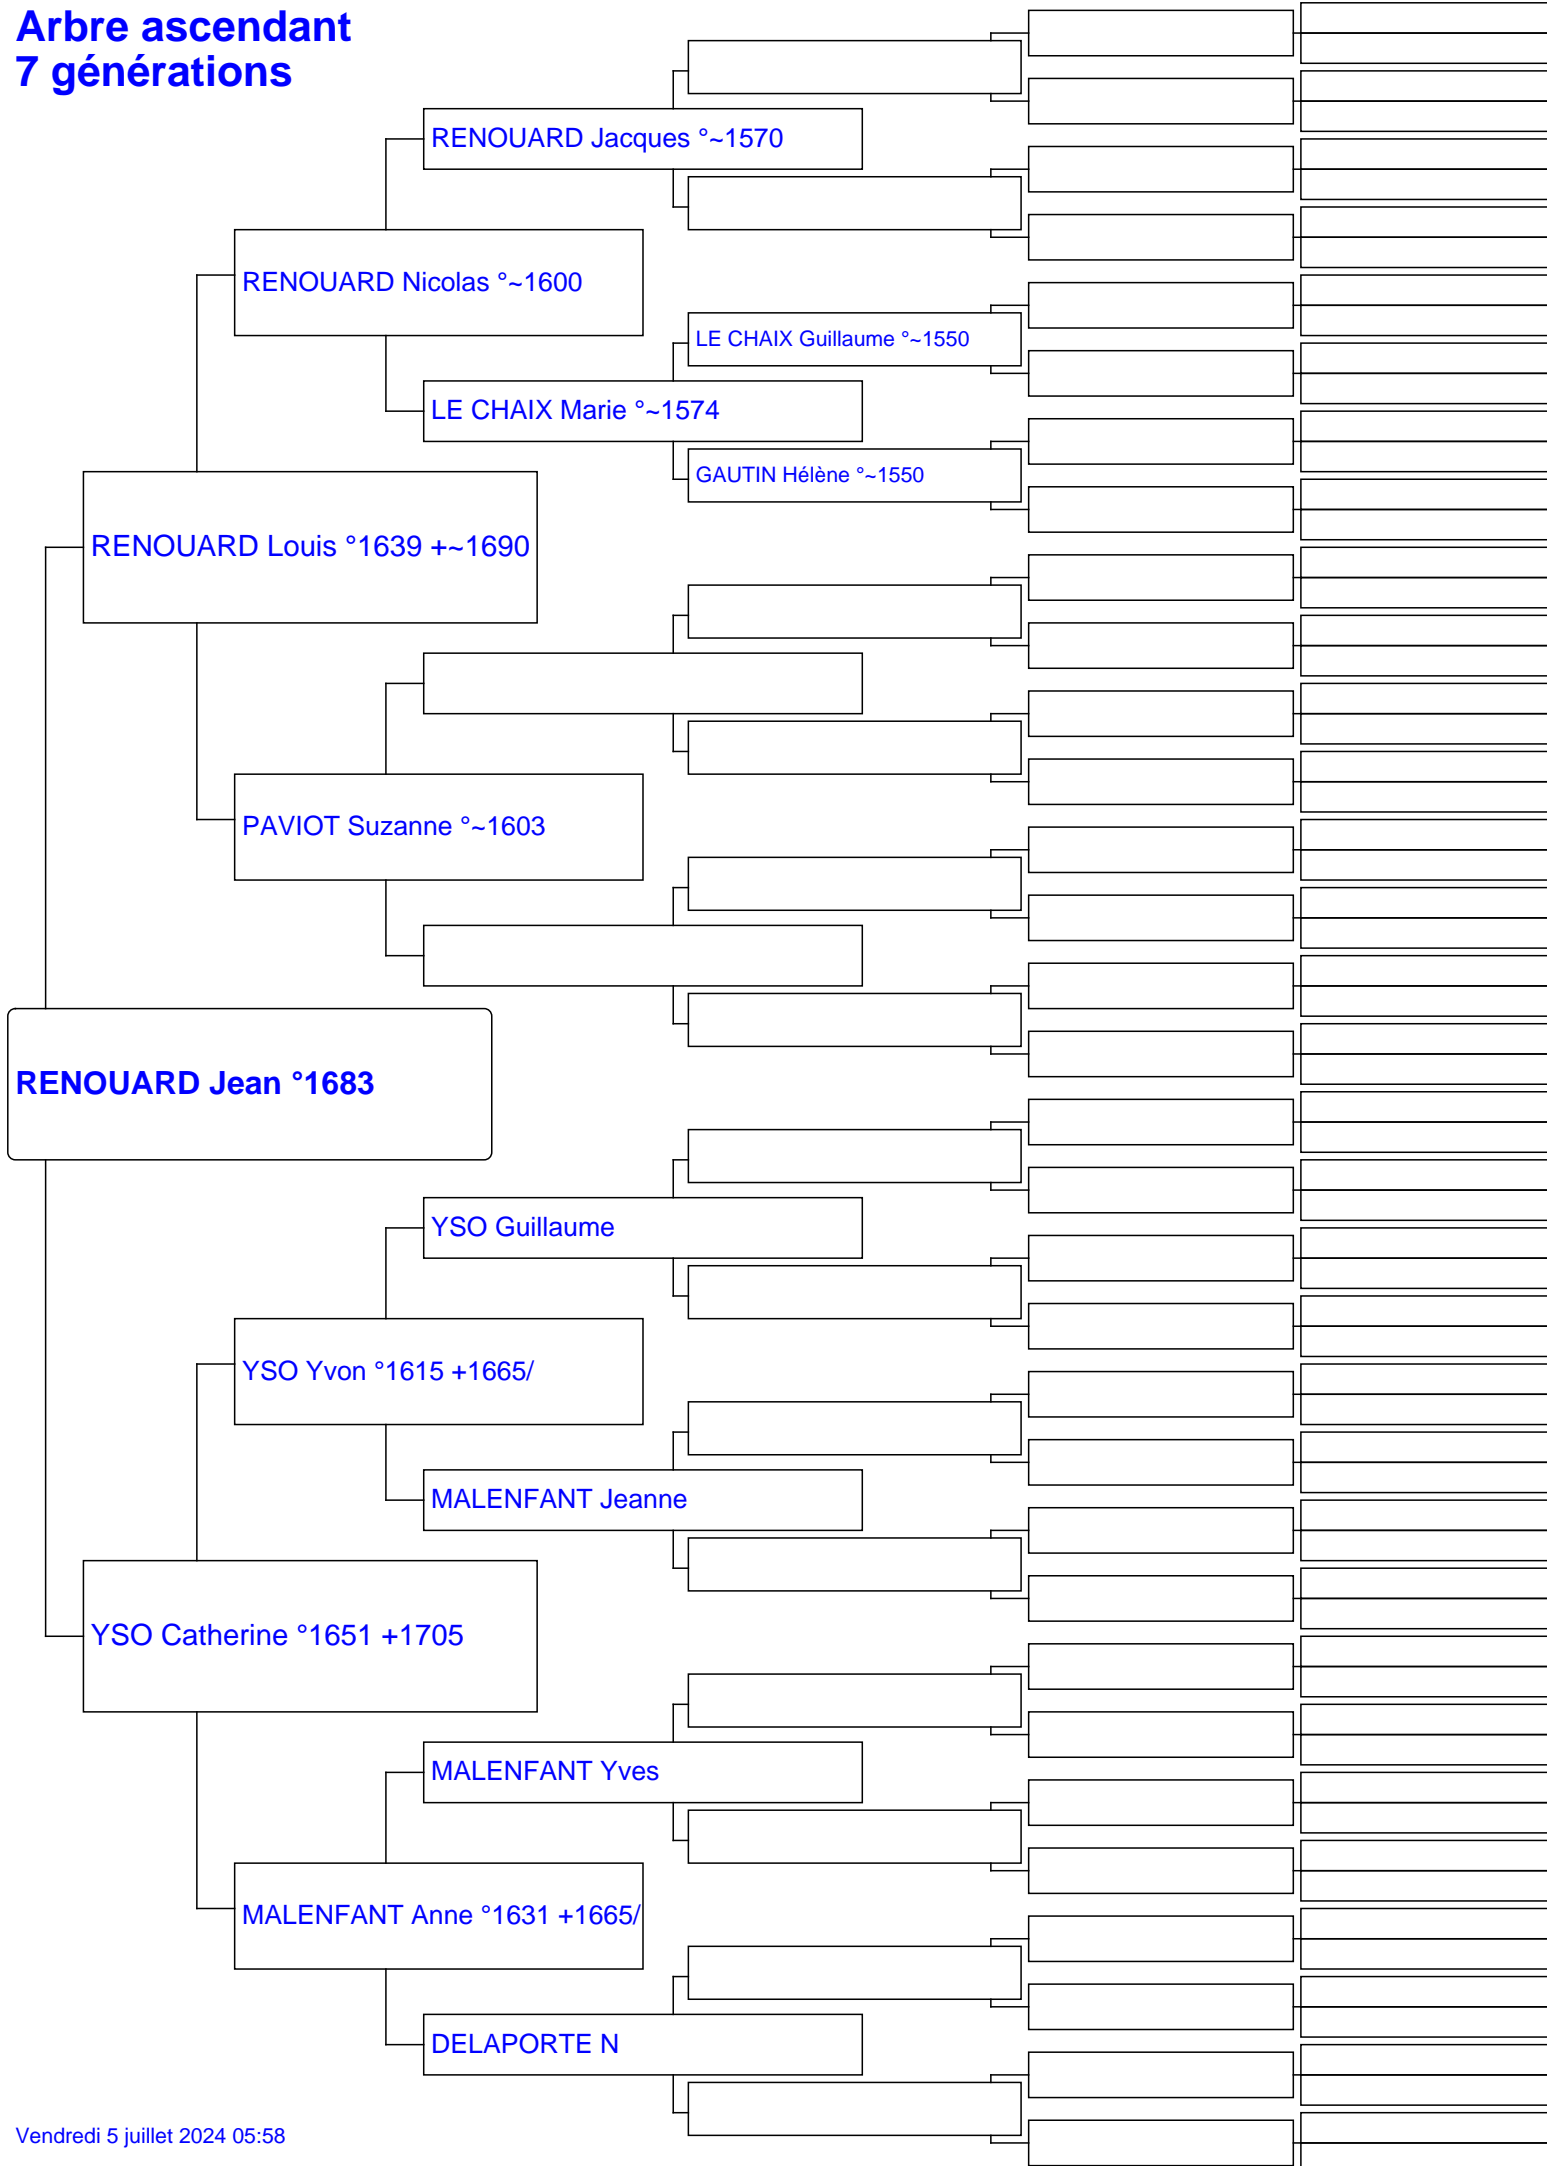 Arbre ascendant
7 générations
RENOUARD Jacques °~1570
RENOUARD Nicolas °~1600
LE CHAIX Guillaume °~1550
LE CHAIX Marie °~1574
GAUTIN Hélène °~1550
RENOUARD Louis °1639 +~1690
PAVIOT Suzanne °~1603
RENOUARD Jean °1683
YSO Guillaume
YSO Yvon °1615 +1665/
MALENFANT Jeanne
YSO Catherine °1651 +1705
MALENFANT Yves
MALENFANT Anne °1631 +1665/
DELAPORTE N
Vendredi 5 juillet 2024 05:58